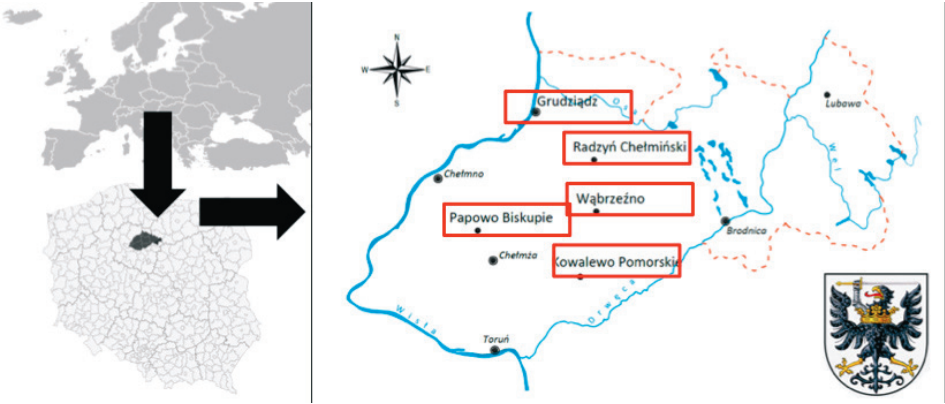 N
W
E
S
Grudziądz
Osa
Lubawa
Radzyń Chełmiński
Wel
Chełmno
Wąbrzeźno
Papowo Biskupie
Brodnica
Chełmża
Kowalewo Pomorskie
Drwęca
Wisła
Toruń